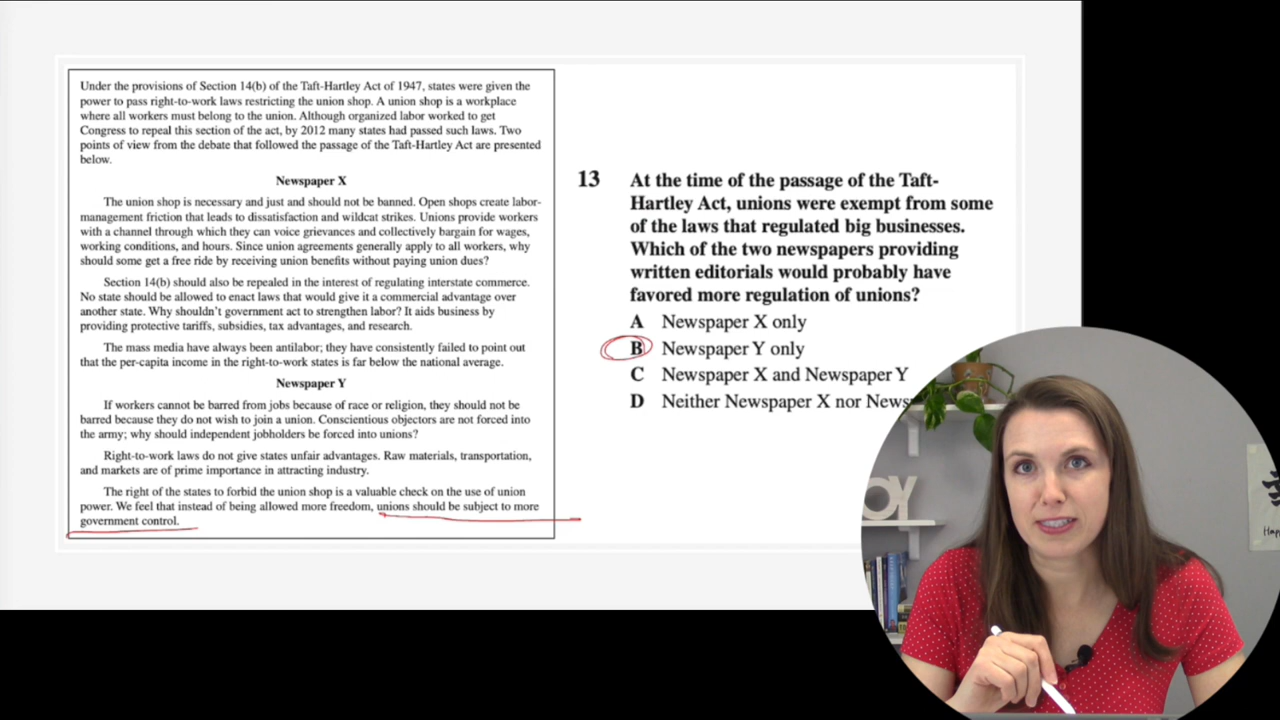 Under the provisions of Section 14(b) of the Taft-Hartley Act of 1947, states were given the
power to pass right-to-work laws restricting the union shop. A union shop is a workplace
where all workers must belong to the union. Although organized labor worked to get
Congress to repeal this section of the act, by 2012 many states had passed such laws. Two
points of view from the debate that followed the passage of the Taft-Hartley Act are presented
below.
Newspaper X
The union shop is necessary and just and should not be banned. Open shops create labor-
management friction that leads to dissatisfaction and wildcat strikes. Unions provide workers
with a channel through which they can voice grievances and collectively bargain for wages,
working conditions, and hours. Since union agreements generally apply to all workers, why
should some get a free ride by receiving union benefits without paying union dues?
Section 14(b) should also be repealed in the interest of regulating interstate commerce.
No state should be allowed to enact laws that would give it a commercial advantage over
another state. Why shouldn't government act to strengthen labor? It aids business by
providing protective tariffs, subsidies, tax advantages, and research.
The mass media have always been antilabor; they have consistently failed to point out
that the per-capita income in the right-to-work states is far below the national average.
Newspaper Y
If workers cannot be barred from jobs because of race or religion, they should not be
barred because they do not wish to join a union. Conscientious objectors are not forced into
the army; why should independent jobholders be forced into unions?
Right-to-work laws do not give states unfair advantages. Raw materials, transportation,
and markets are of prime importance in attracting industry.
The right of the states to forbid the union shop is a valuable check on the use of union
power. We feel that instead of being allowed more freedom, unions should be subject to more
government control.
13 At the time of the passage of the Taft-
Hartley Act, unions were exempt from some
of the laws that regulated big businesses.
Which of the two newspapers providing
written editorials would probably have
favored more regulation of unions?
A Newspaper X only
B Newspaper Y only
C Newspaper X and Newspaper Y
D Neither Newspaper X nor News
OY